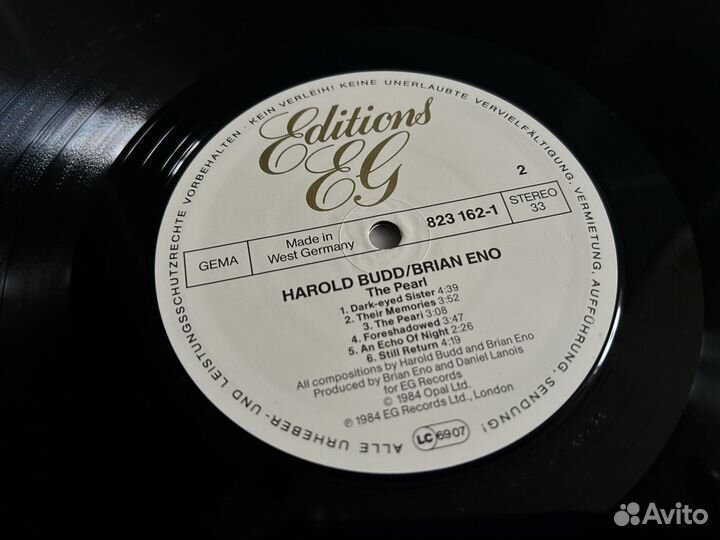 ALLE URHEBER- UND LEISTUNGSSCHUTZRECHTE VORBEHALTEN · KEIN VERLEIH! KEINE UNERLAUBTE VERVIELFÄLTIGUNG, VERMIETUNG, AUFFÜHRUNG, SENDUNG!
Editions
EG
2
GEMA
Made in
West Germany
823 162-1
STEREO
33
HAROLD BUDD/BRIAN ENO
The Pearl
1. Dark-eyed Sister 4:39
2. Their Memories 3:52
3. The Pearl 3:08
4. Foreshadowed 3:47
5. An Echo Of Night 2:26
6. Still Return 4:19
All compositions by Harold Budd and Brian Eno
Produced by Brian Eno and Daniel Lanois
for EG Records
© 1984 Opal Ltd.
℗ 1984 EG Records Ltd., London
LC 6907
Avito